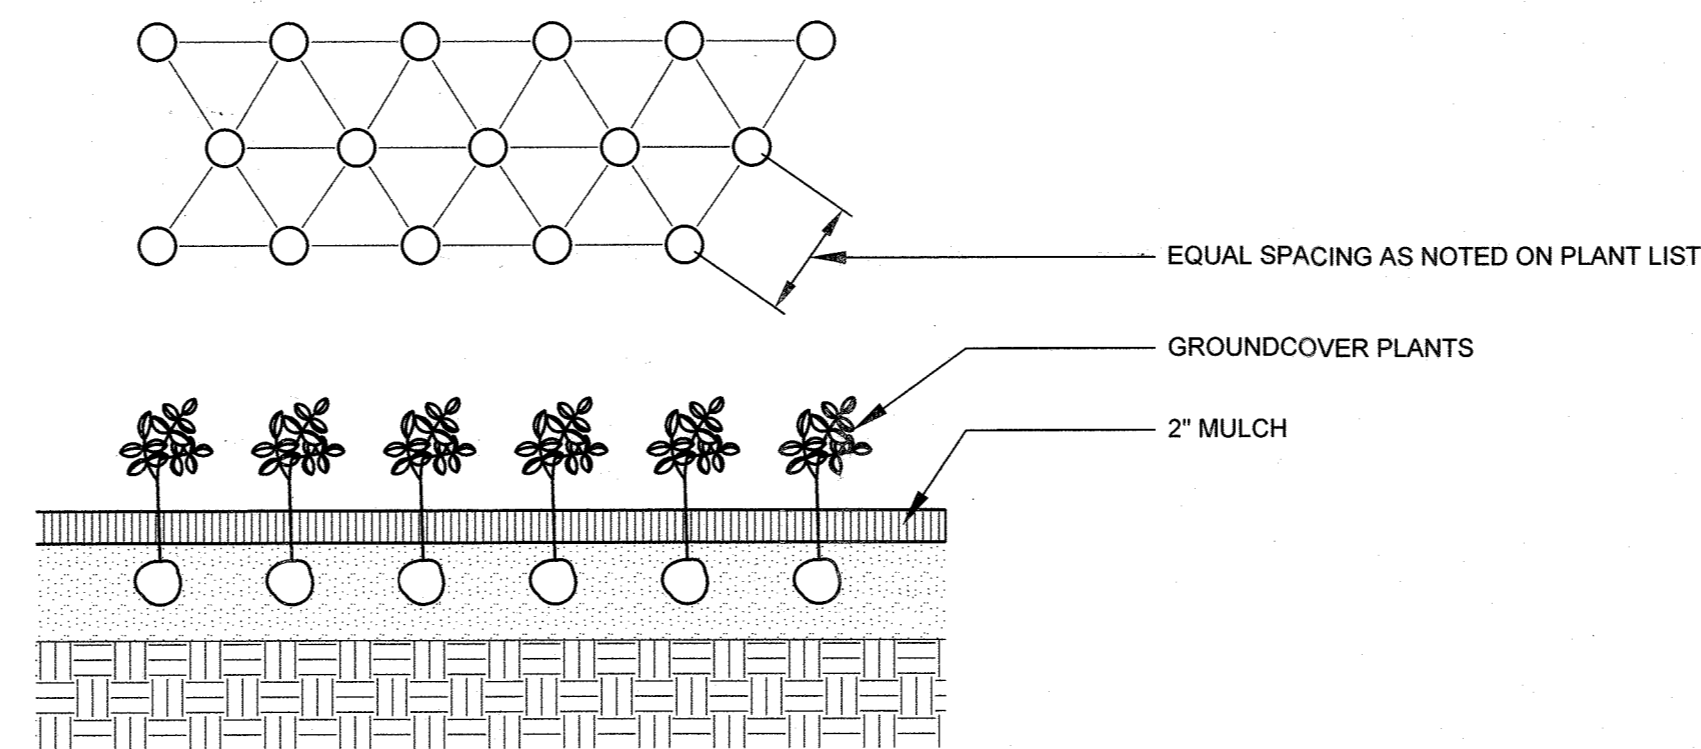 EQUAL SPACING AS NOTED ON PLANT LIST
GROUNDCOVER PLANTS
2" MULCH